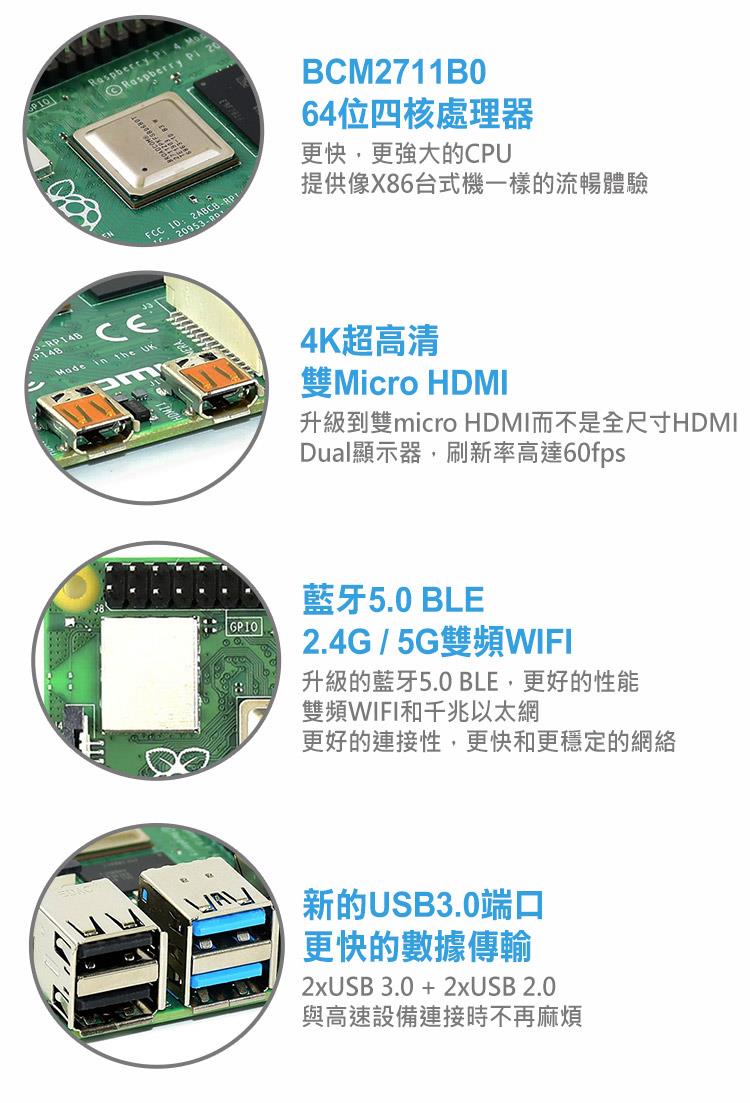 Raspberry Pi 4 Mod
© Raspberry Pi 20
GPIO
BROADCOM
FCC ID: 2ABCB-RPI
IC: 20953-RPI
BCM2711B0
64位四核處理器
更快，更強大的CPU
提供像X86台式機一樣的流暢體驗
J3
-RPI4B
PI4B
CE
Made in the UK
HDMI1
4K超高清
雙Micro HDMI
升級到雙micro HDMI而不是全尺寸HDMI
Dual顯示器，刷新率高達60fps
J8
GPIO
藍牙5.0 BLE
2.4G / 5G雙頻WIFI
升級的藍牙5.0 BLE，更好的性能
雙頻WIFI和千兆以太網
更好的連接性，更快和更穩定的網絡
新的USB3.0端口
更快的數據傳輸
2xUSB 3.0 + 2xUSB 2.0
與高速設備連接時不再麻煩